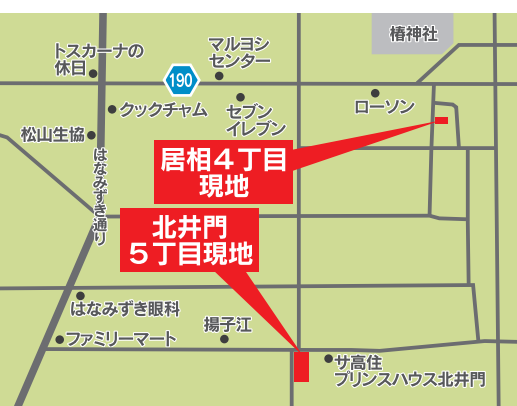 椿神社
トスカーナの
休日
マルヨシ
センター
190
クックチャム
セブン
イレブン
ローソン
松山生協
居相４丁目
現地
はなみずき通り
北井門
５丁目現地
はなみずき眼科
ファミリーマート
揚子江
サ高住
プリンスハウス北井門